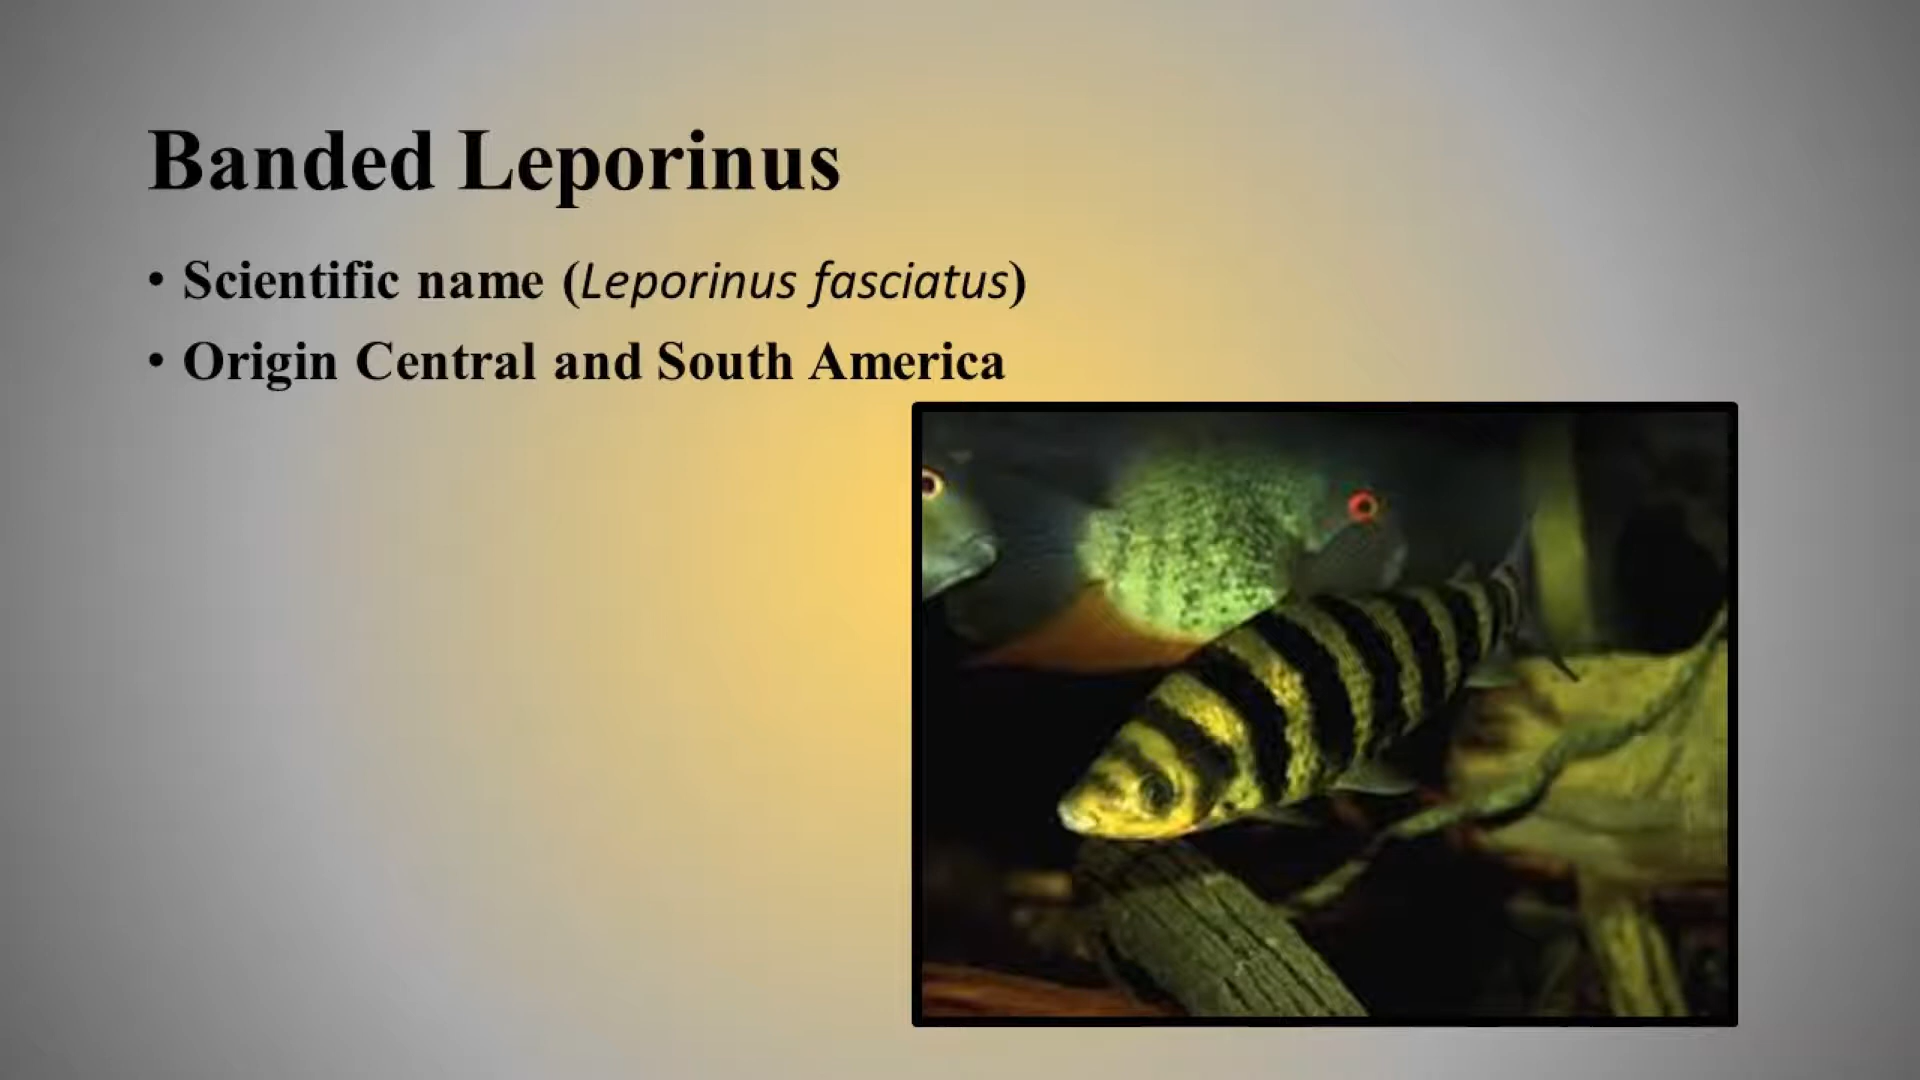 Banded Leporinus
• Scientific name (Leporinus fasciatus)
• Origin Central and South America